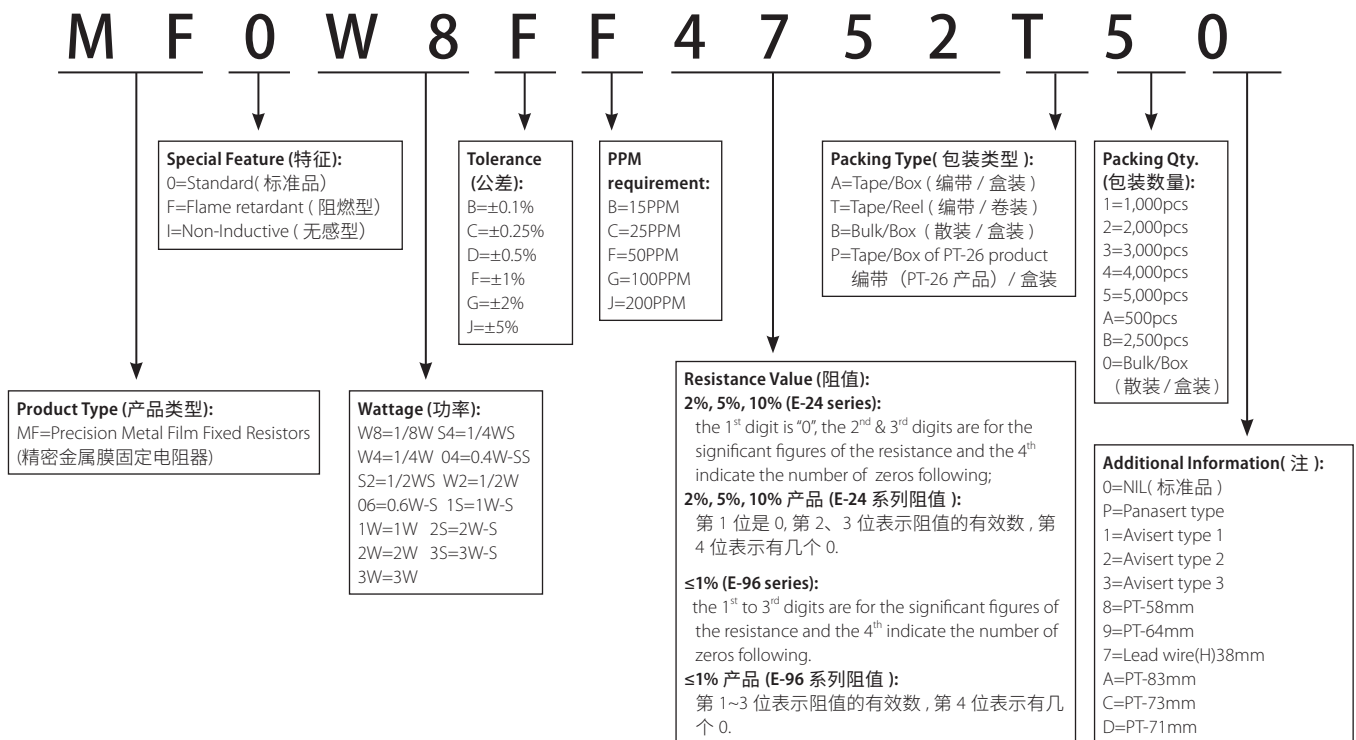 M F 0 W 8 F F 4 7 5 2 T 5 0
Special Feature (特征):
0=Standard( 标准品）
F=Flame retardant ( 阻燃型）
I=Non-Inductive ( 无感型）
Tolerance
(公差):
B=±0.1%
C=±0.25%
D=±0.5%
F=±1%
G=±2%
J=±5%
PPM
requirement:
B=15PPM
C=25PPM
F=50PPM
G=100PPM
J=200PPM
Packing Type( 包装类型 ):
A=Tape/Box ( 编带 / 盒装 )
T=Tape/Reel ( 编带 / 卷装 )
B=Bulk/Box （ 散装 / 盒装 )
P=Tape/Box of PT-26 product
编带（PT-26 产品）/ 盒装
Packing Qty.
(包装数量):
1=1,000pcs
2=2,000pcs
3=3,000pcs
4=4,000pcs
5=5,000pcs
A=500pcs
B=2,500pcs
0=Bulk/Box
（散装 / 盒装）
Product Type (产品类型):
MF=Precision Metal Film Fixed Resistors
(精密金属膜固定电阻器)
Wattage (功率):
W8=1/8W S4=1/4WS
W4=1/4W 04=0.4W-SS
S2=1/2WS W2=1/2W
06=0.6W-S 1S=1W-S
1W=1W 2S=2W-S
2W=2W 3S=3W-S
3W=3W
Resistance Value (阻值):
2%, 5%, 10% (E-24 series):
the 1st digit is "0", the 2nd & 3rd digits are for the
significant figures of the resistance and the 4th
indicate the number of zeros following;
2%, 5%, 10% 产品 (E-24 系列阻值 ):
第 1 位是 0, 第 2、3 位表示阻值的有效数 , 第
4 位表示有几个 0.
≤1% (E-96 series):
the 1st to 3rd digits are for the significant figures of
the resistance and the 4th indicate the number of
zeros following.
≤1% 产品 (E-96 系列阻值 ):
第 1~3 位表示阻值的有效数 , 第 4 位表示有几
个 0.
Additional Information( 注 ):
0=NIL( 标准品 )
P=Panasert type
1=Avisert type 1
2=Avisert type 2
3=Avisert type 3
8=PT-58mm
9=PT-64mm
7=Lead wire(H)38mm
A=PT-83mm
C=PT-73mm
D=PT-71mm